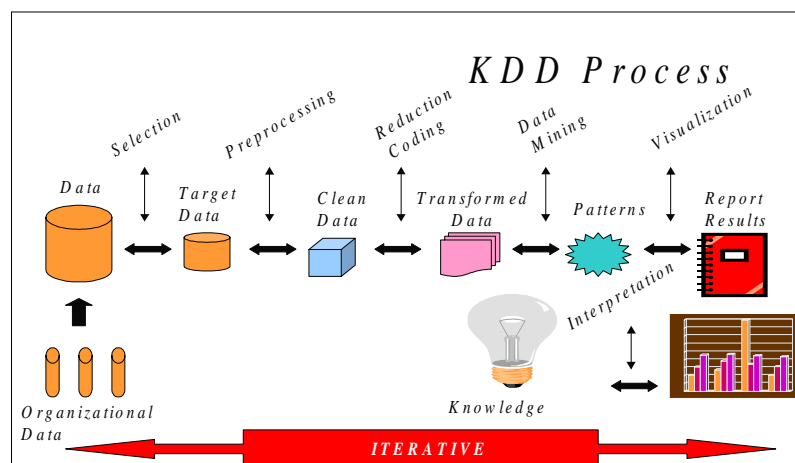 KDD Process
Selection
Preprocessing
Reduction
Coding
Data
Mining
Visualization
Data
Target
Data
Clean
Data
Transformed
Data
Patterns
Report
Results
Interpretation
Organizational
Data
Knowledge
ITERATIVE